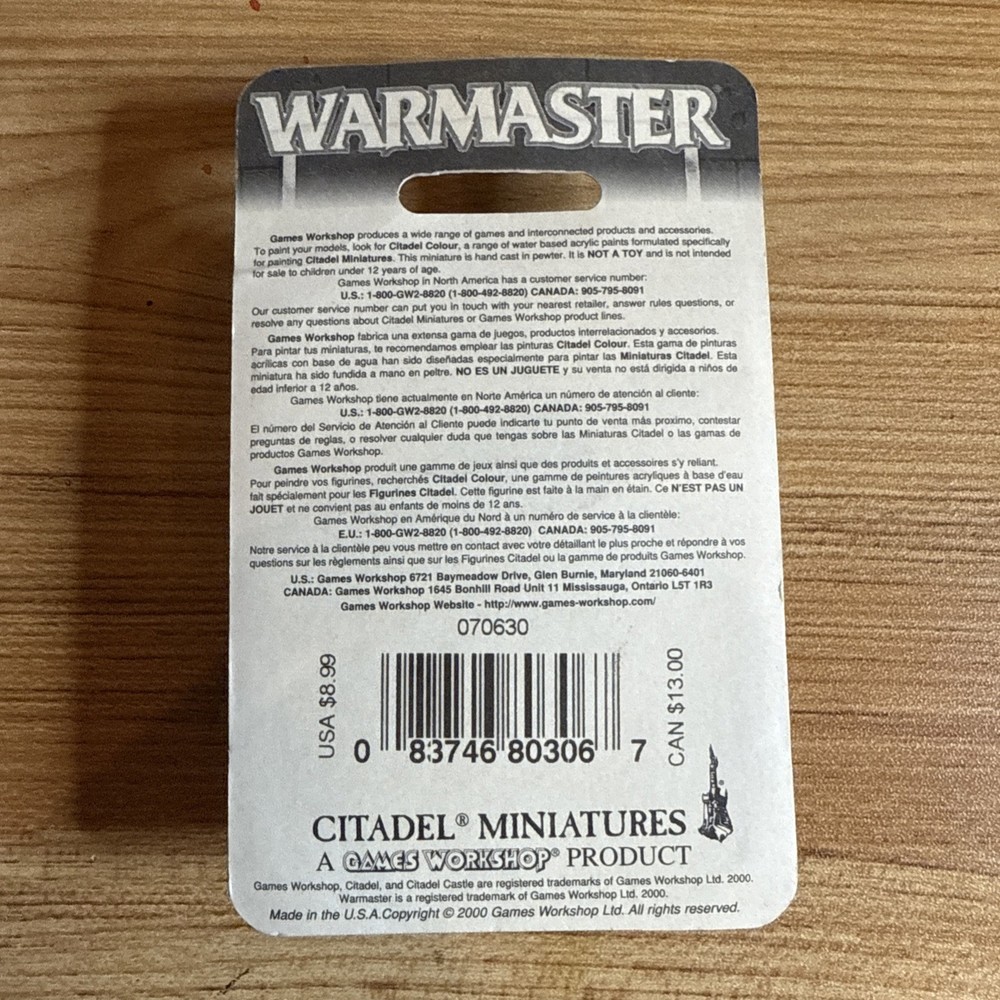 WARMASTER®
Games Workshop produces a wide range of games and interconnected products and accessories.
To paint your models, look for Citadel Colour, a range of water based acrylic paints formulated specifically
for painting Citadel Miniatures. This miniature is hand cast in pewter. It is NOT A TOY and is not intended
for sale to children under 12 years of age.
Games Workshop in North America has a customer service number:
U.S.: 1-800-GW2-8820 (1-800-492-8820) CANADA: 905-795-8091
Our customer service number can put you in touch with your nearest retailer, answer rules questions, or
resolve any questions about Citadel Miniatures or Games Workshop product lines.
Games Workshop fabrica una extensa gama de juegos, productos interrelacionados y accesorios.
Para pintar tus miniaturas, te recomendamos emplear las pinturas Citadel Colour. Esta gama de pinturas
acrílicas con base de agua han sido diseñadas especialmente para pintar las Miniaturas Citadel. Esta
miniatura ha sido fundida a mano en peltre. NO ES UN JUGUETE y su venta no está dirigida a niños de
edad inferior a 12 años.
Games Workshop tiene actualmente en Norte América un número de atención al cliente:
U.S.: 1-800-GW2-8820 (1-800-492-8820) CANADA: 905-795-8091
El número del Servicio de Atención al Cliente puede indicarte tu punto de venta más proximo, contestar
preguntas de reglas, o resolver cualquier duda que tengas sobre las Miniaturas Citadel o las gamas de
productos Games Workshop.
Games Workshop produit une gamme de jeux ainsi que des produits et accessoires s'y reliant.
Pour peindre vos figurines, recherchés Citadel Colour, une gamme de peintures acryliques à base d'eau
fait spécialement pour les Figurines Citadel. Cette figurine est faite à la main en étain. Ce N'EST PAS UN
JOUET et ne convient pas au enfants de moins de 12 ans.
Games Workshop en Amérique du Nord à un numéro de service à la clientèle:
E.U.: 1-800-GW2-8820 (1-800-492-8820) CANADA: 905-795-8091
Notre service à la clientèle peu vous mettre en contact avec votre détaillant le plus proche et répondre à vos
questions sur les règlements ainsi que sur les Figurines Citadel ou la gamme de produits Games Workshop.
U.S.: Games Workshop 6721 Baymeadow Drive, Glen Burnie, Maryland 21060-6401
CANADA: Games Workshop 1645 Bonhill Road Unit 11 Mississauga, Ontario L5T 1R3
Games Workshop Website - http://www.games-workshop.com/
070630
USA $8.99
0 83746 80306 7
CAN $13.00
CITADEL® MINIATURES
A GAMES WORKSHOP® PRODUCT
Games Workshop, Citadel, and Citadel Castle are registered trademarks of Games Workshop Ltd. 2000.
Warmaster is a registered trademark of Games Workshop Ltd. 2000.
Made in the U.S.A.Copyright © 2000 Games Workshop Ltd. All rights reserved.